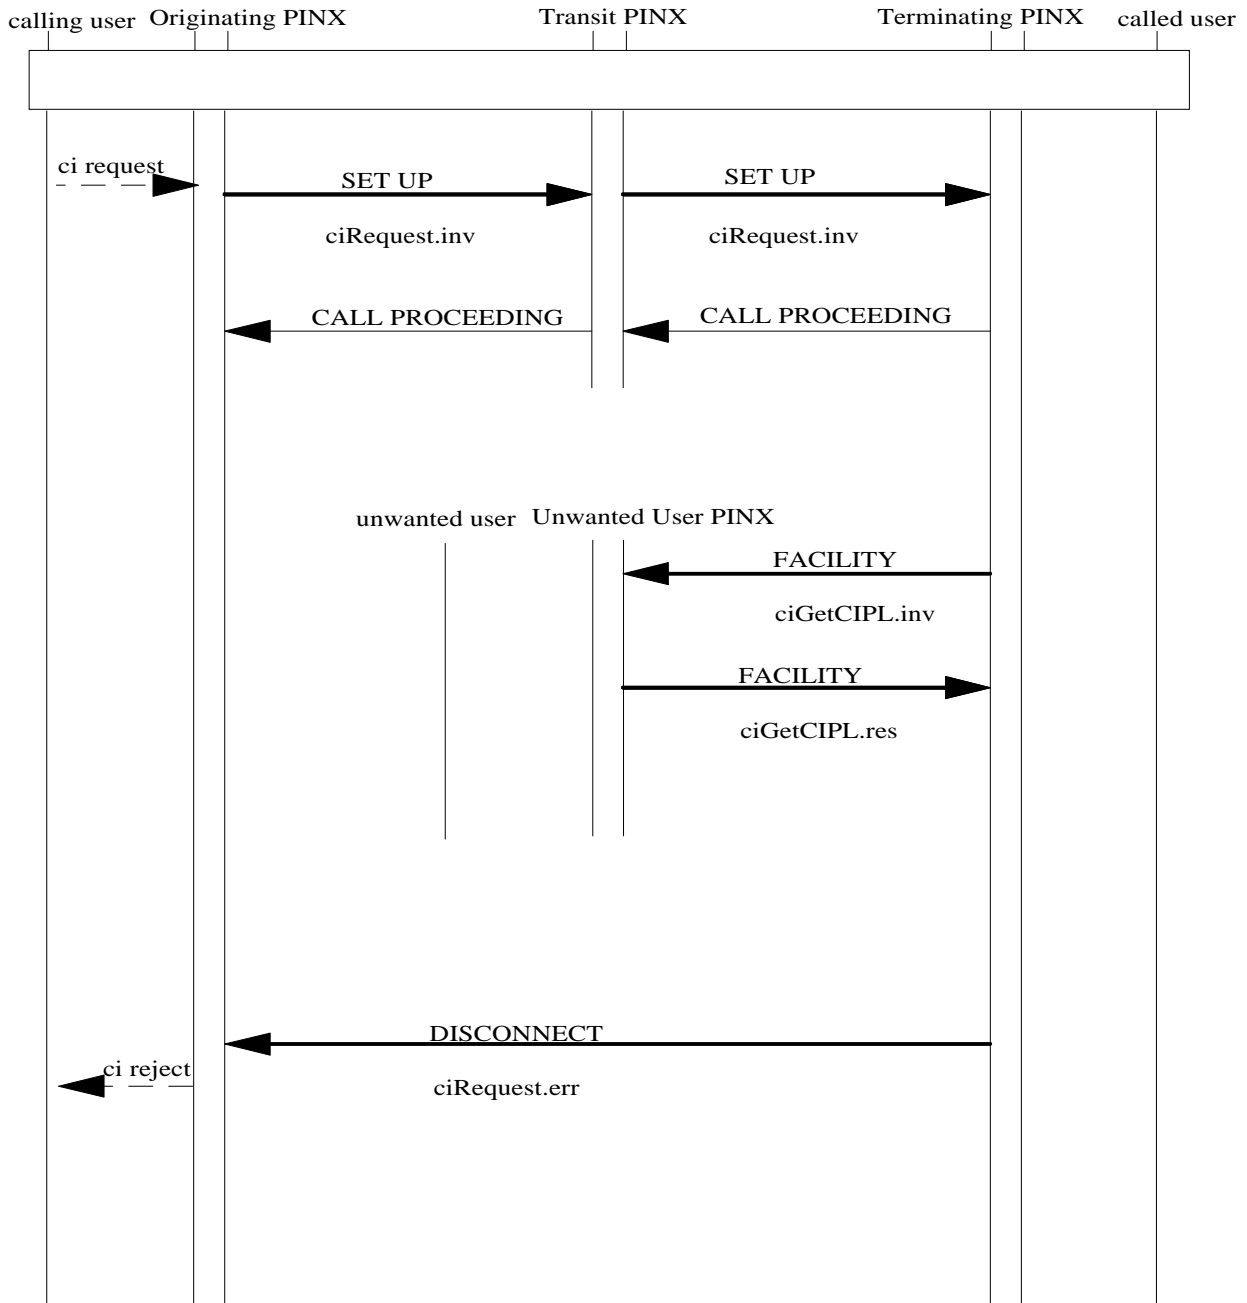 calling user Originating PINX Transit PINX Terminating PINX called user
ci request
SET UP SET UP
ciRequest.inv ciRequest.inv
CALL PROCEEDING CALL PROCEEDING
unwanted user Unwanted User PINX
FACILITY
ciGetCIPL.inv
FACILITY
ciGetCIPL.res
DISCONNECT
ci reject
ciRequest.err